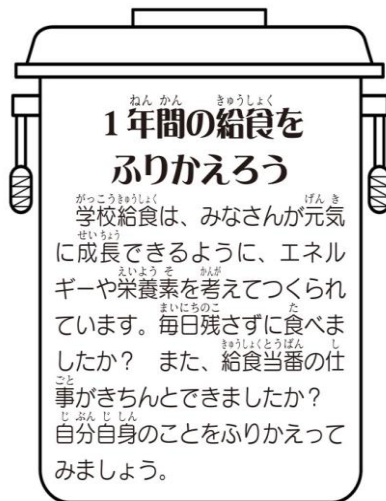 1年間の給食を
ふりかえろう
学校給食は、みなさんが元気
に成長できるように、エネル
ギーや栄養素を考えてつくられ
ています。毎日残さずに食べま
したか？　また、給食当番の仕
事がきちんとできましたか？
自分自身のことをふりかえって
みましょう。